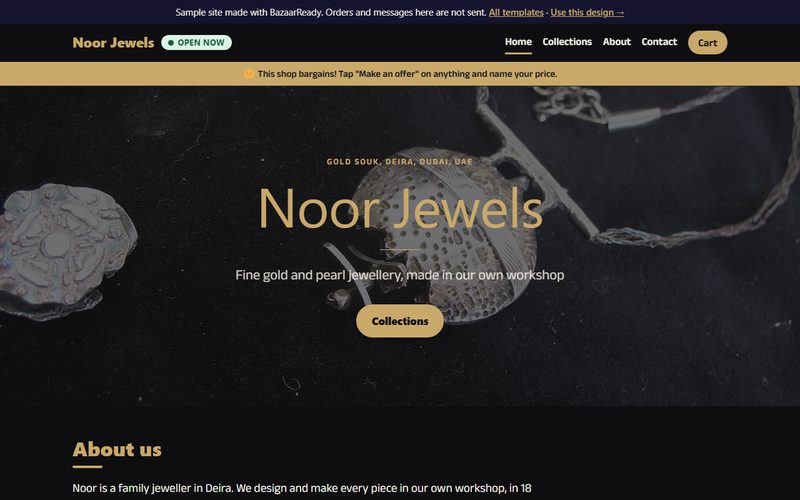 Sample site made with BazaarReady. Orders and messages here are not sent. All templates · Use this design →
Noor Jewels
OPEN NOW
Home Collections About Contact Cart
This shop bargains! Tap "Make an offer" on anything and name your price.
GOLD SOUK, DEIRA, DUBAI, UAE
Noor Jewels
Fine gold and pearl jewellery, made in our own workshop
Collections
About us
Noor is a family jeweller in Deira. We design and make every piece in our own workshop, in 18